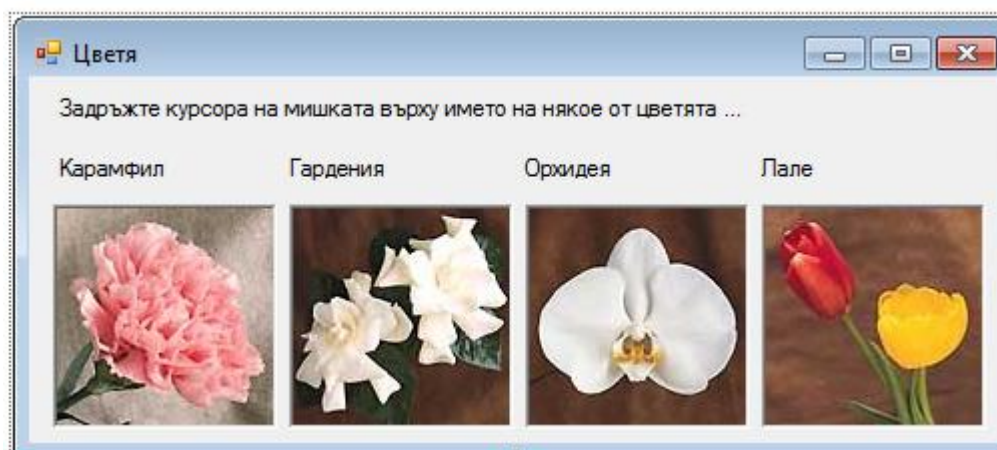 Цветя
Задръжте курсора на мишката върху името на някое от цветята ...
Карамфил Гардения Орхидея Лале